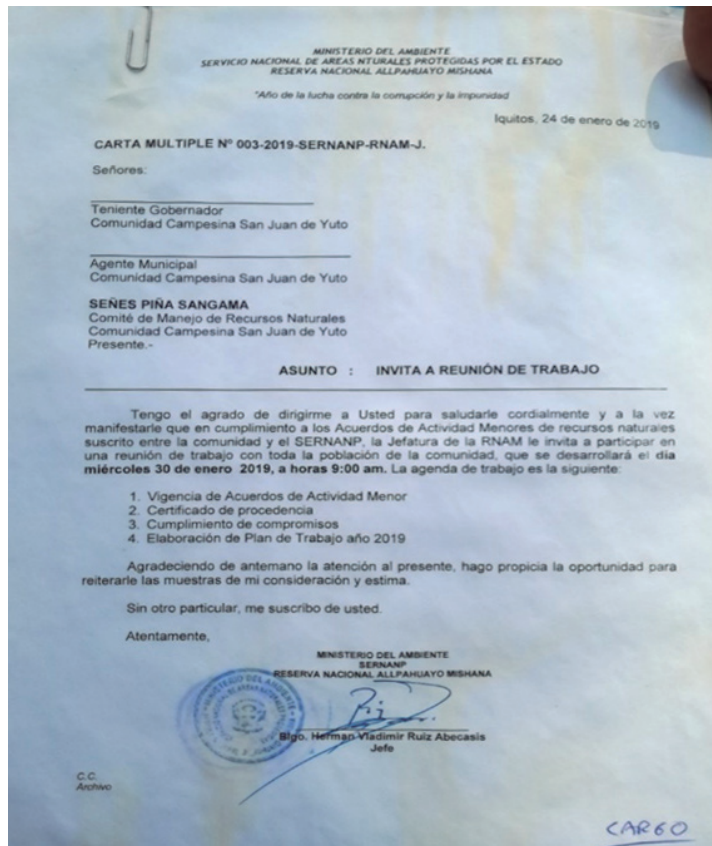 MINISTERIO DEL AMBIENTE
SERVICIO NACIONAL DE AREAS NTURALES PROTEGIDAS POR EL ESTADO
RESERVA NACIONAL ALLPAHUAYO MISHANA
"Año de la lucha contra la corrupción y la impunidad
Iquitos, 24 de enero de 2019
CARTA MULTIPLE Nº 003-2019-SERNANP-RNAM-J.
Señores:
Teniente Gobernador
Comunidad Campesina San Juan de Yuto
Agente Municipal
Comunidad Campesina San Juan de Yuto
SEÑES PIÑA SANGAMA
Comité de Manejo de Recursos Naturales
Comunidad Campesina San Juan de Yuto
Presente.-
ASUNTO : INVITA A REUNIÓN DE TRABAJO
Tengo el agrado de dirigirme a Usted para saludarle cordialmente y a la vez
manifestarle que en cumplimiento a los Acuerdos de Actividad Menores de recursos naturales
suscrito entre la comunidad y el SERNANP, la Jefatura de la RNAM le invita a participar en
una reunión de trabajo con toda la población de la comunidad, que se desarrollará el día
miércoles 30 de enero 2019, a horas 9:00 am. La agenda de trabajo es la siguiente:
1. Vigencia de Acuerdos de Actividad Menor
2. Certificado de procedencia
3. Cumplimiento de compromisos
4. Elaboración de Plan de Trabajo año 2019
Agradeciendo de antemano la atención al presente, hago propicia la oportunidad para
reiterarle las muestras de mi consideración y estima.
Sin otro particular, me suscribo de usted.
Atentamente,
MINISTERIO DEL AMBIENTE
SERNANP
RESERVA NACIONAL ALLPAHUAYO MISHANA
Blgo. Herman Vladimir Ruiz Abecasis
Jefe
C.C.
Archivo
CARGO